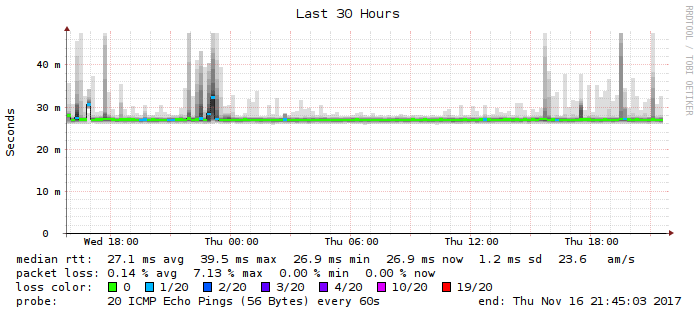 Last 30 Hours
RRDTOOL / TOBI OETIKER
Seconds
40 m
30 m
20 m
10 m
0
Wed 18:00 Thu 00:00 Thu 06:00 Thu 12:00 Thu 18:00
median rtt: 27.1 ms avg 39.5 ms max 26.9 ms min 26.9 ms now 1.2 ms sd 23.6 am/s
packet loss: 0.14 % avg 7.13 % max 0.00 % min 0.00 % now
loss color: 0 1/20 2/20 3/20 4/20 10/20 19/20
probe: 20 ICMP Echo Pings (56 Bytes) every 60s end: Thu Nov 16 21:45:03 2017